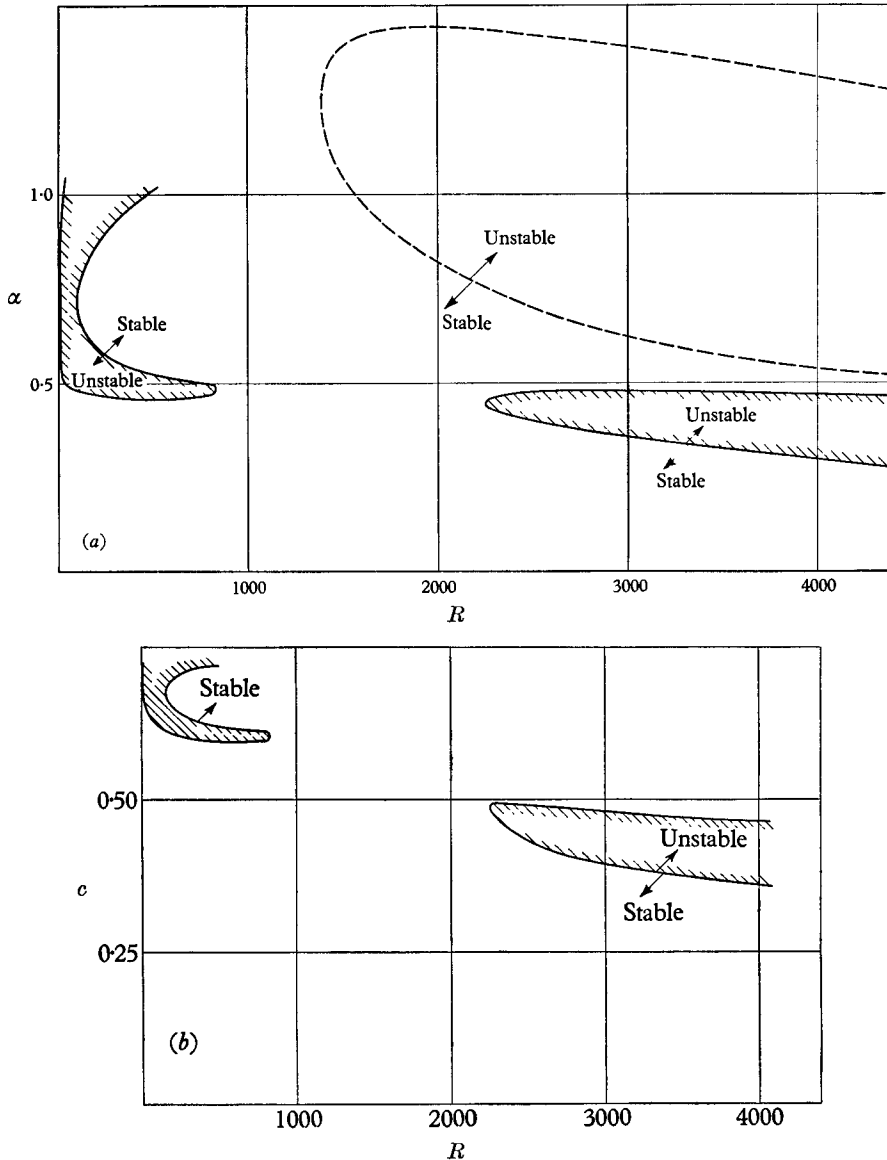 1·0
Unstable
α
Stable
Stable
Unstable
0·5
Unstable
Stable
(a)
1000
2000
3000
4000
R
Stable
0·50
Unstable
c
Stable
0·25
(b)
1000
2000
3000
4000
R